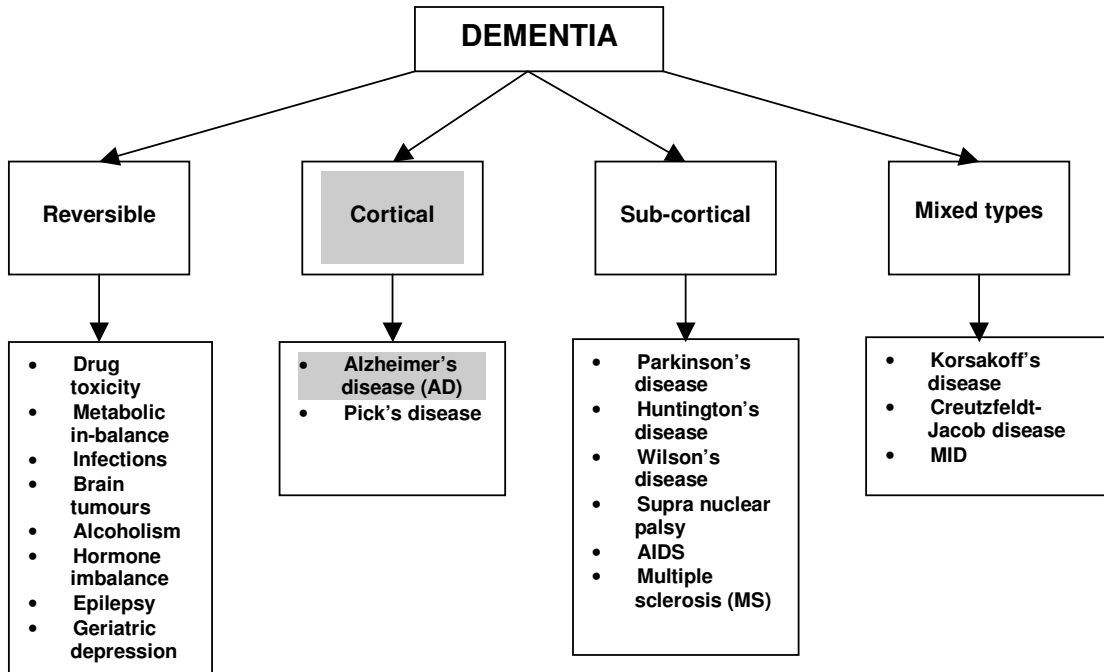 DEMENTIA
Reversible
Cortical
Sub-cortical
Mixed types
• Drug
toxicity
• Metabolic
in-balance
• Infections
• Brain
tumours
• Alcoholism
• Hormone
imbalance
• Epilepsy
• Geriatric
depression
• Alzheimer's
disease (AD)
• Pick's disease
• Parkinson's
disease
• Huntington's
disease
• Wilson's
disease
• Supra nuclear
palsy
• AIDS
• Multiple
sclerosis (MS)
• Korsakoff's
disease
• Creutzfeldt-
Jacob disease
• MID